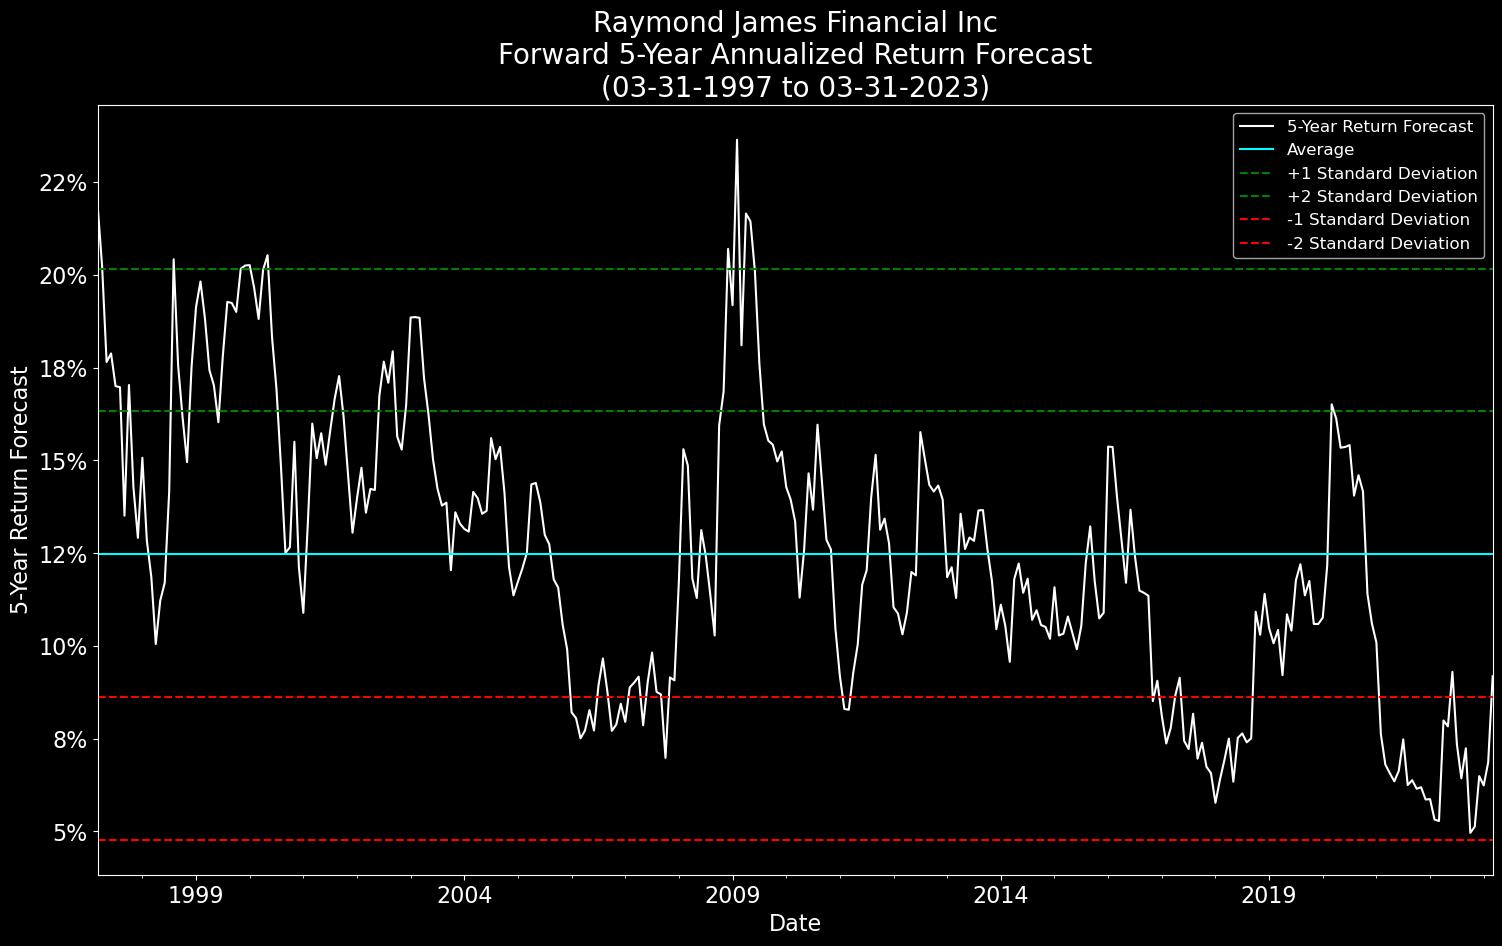 Raymond James Financial Inc
Forward 5-Year Annualized Return Forecast
(03-31-1997 to 03-31-2023)
5-Year Return Forecast
Average
+1 Standard Deviation
+2 Standard Deviation
-1 Standard Deviation
-2 Standard Deviation
5-Year Return Forecast
22%
20%
18%
15%
12%
10%
8%
5%
1999
2004
2009
2014
2019
Date